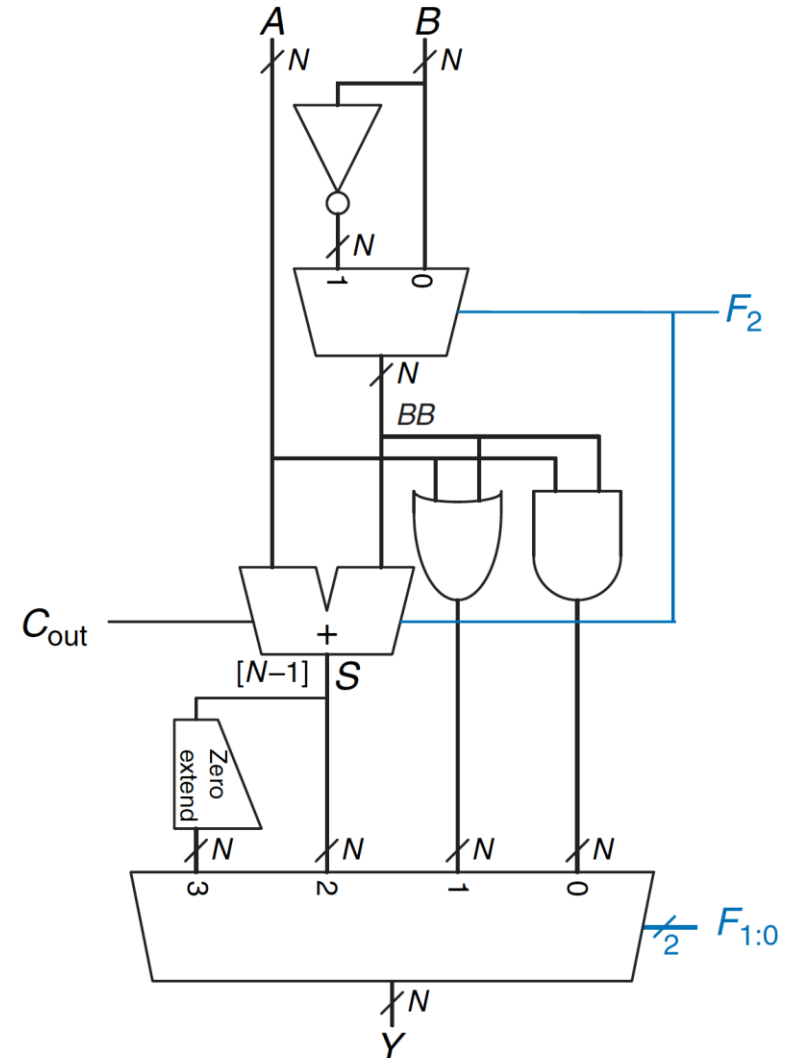 A B
N N
N
1 0
F2
N
BB
Cout
+
[N–1] S
Zero
extend
N N N N
3 2 1 0
2 F1:0
N
Y